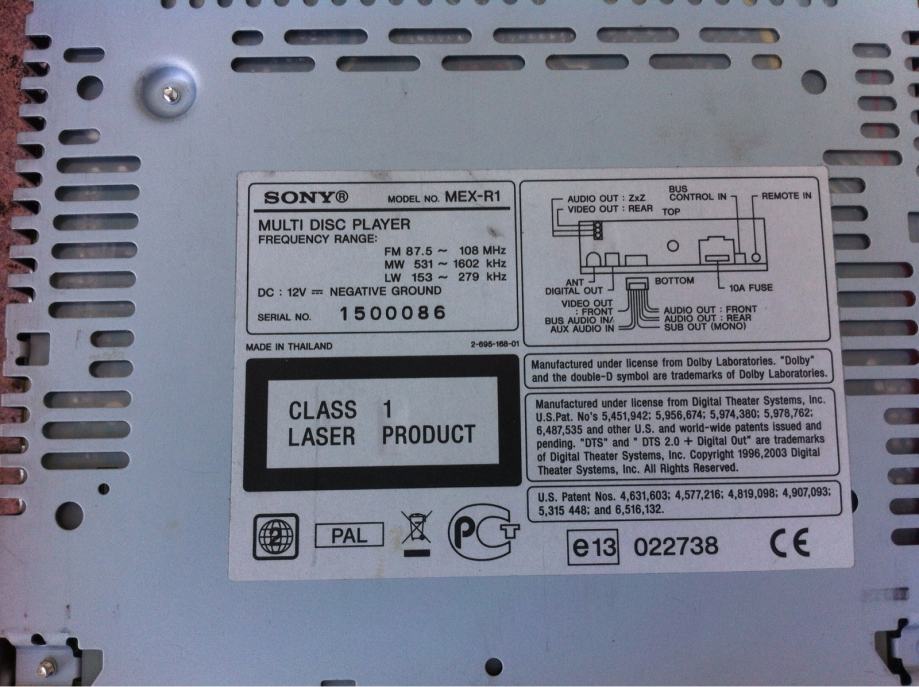 SONY® MODEL NO. MEX-R1
MULTI DISC PLAYER
FREQUENCY RANGE:
FM 87.5 ~ 108 MHz
MW 531 ~ 1602 kHz
LW 153 ~ 279 kHz
DC : 12V ⎓ NEGATIVE GROUND
SERIAL NO. 1500086
MADE IN THAILAND 2-695-168-01
CLASS 1
LASER PRODUCT
2
PAL
PCT
AUDIO OUT : ZxZ
VIDEO OUT : REAR
BUS
CONTROL IN
REMOTE IN
TOP
ANT
DIGITAL OUT
BOTTOM
10A FUSE
VIDEO OUT
: FRONT
BUS AUDIO IN/
AUX AUDIO IN
AUDIO OUT : FRONT
AUDIO OUT : REAR
SUB OUT (MONO)
Manufactured under license from Dolby Laboratories. "Dolby"
and the double-D symbol are trademarks of Dolby Laboratories.
Manufactured under license from Digital Theater Systems, Inc.
U.S.Pat. No's 5,451,942; 5,956,674; 5,974,380; 5,978,762;
6,487,535 and other U.S. and world-wide patents issued and
pending. "DTS" and " DTS 2.0 + Digital Out" are trademarks
of Digital Theater Systems, Inc. Copyright 1996,2003 Digital
Theater Systems, Inc. All Rights Reserved.
U.S. Patent Nos. 4,631,603; 4,577,216; 4,819,098; 4,907,093;
5,315 448; and 6,516,132.
e13 022738 CE